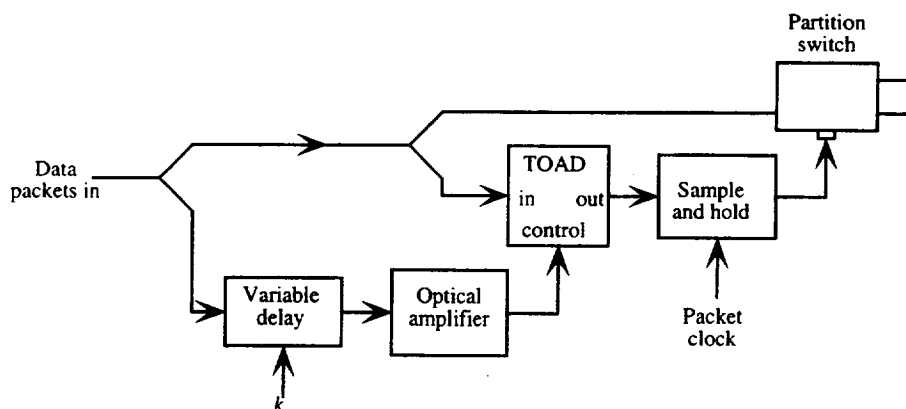 Partition
switch
Data
packets in
TOAD
in out
control
Sample
and hold
Variable
delay
Optical
amplifier
Packet
clock
k